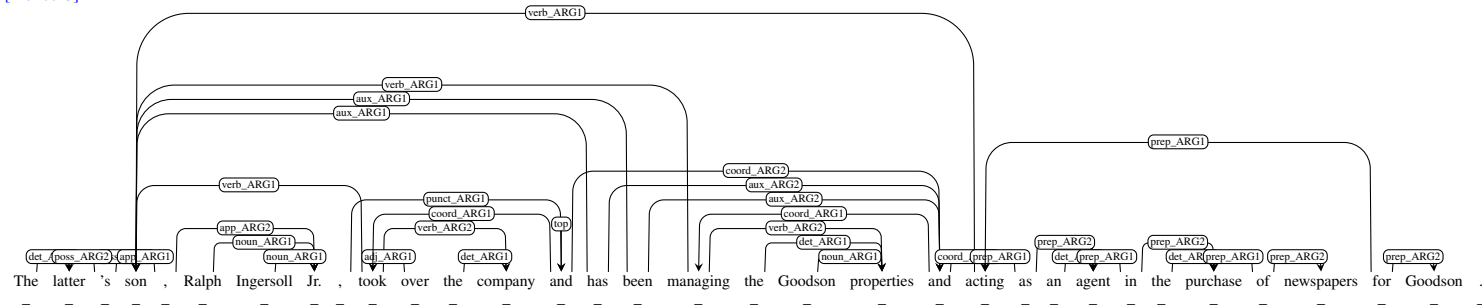 verb_ARG1
verb_ARG1
aux_ARG1
aux_ARG1
prep_ARG1
coord_ARG2
verb_ARG1 aux_ARG2
punct_ARG1 aux_ARG2
coord_ARG1 coord_ARG1
app_ARG2 verb_ARG2 top verb_ARG2
noun_ARG1 det_ARG1 prep_ARG2 prep_ARG2
poss_ARG2 app_ARG1 noun_ARG1 adj_ARG1 det_ARG1 noun_ARG1 coord_ prep_ARG1 det_ prep_ARG1 det_AR prep_ARG1 prep_ARG2 prep_ARG2
The latter 's son , Ralph Ingersoll Jr. , took over the company and has been managing the Goodson properties and acting as an agent in the purchase of newspapers for Goodson